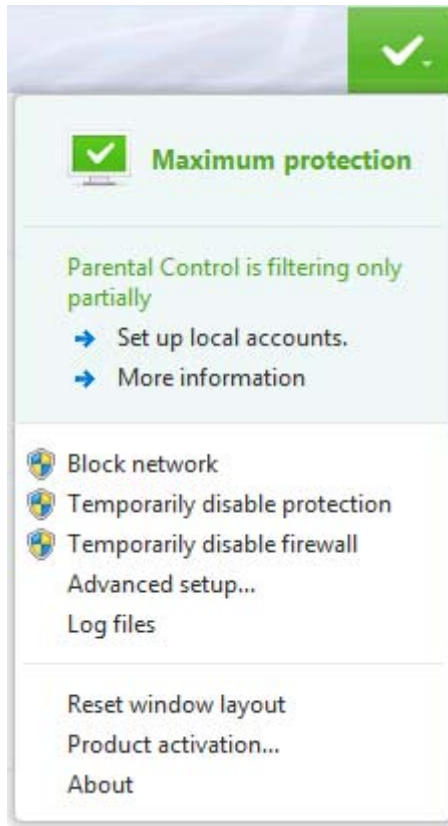 Maximum protection
Parental Control is filtering only
partially
Set up local accounts.
More information
Block network
Temporarily disable protection
Temporarily disable firewall
Advanced setup...
Log files
Reset window layout
Product activation...
About